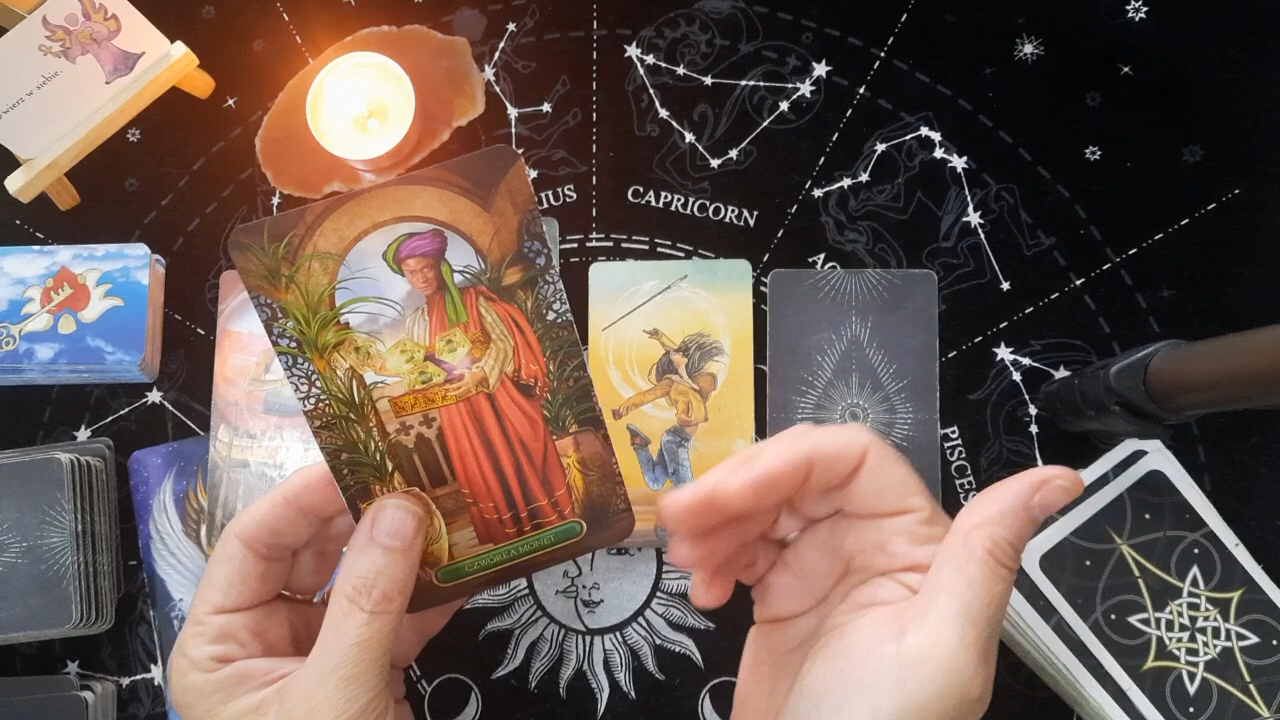 wierz w siebie.
IUS
CAPRICORN
PISCES
CZWÓRKA MONET